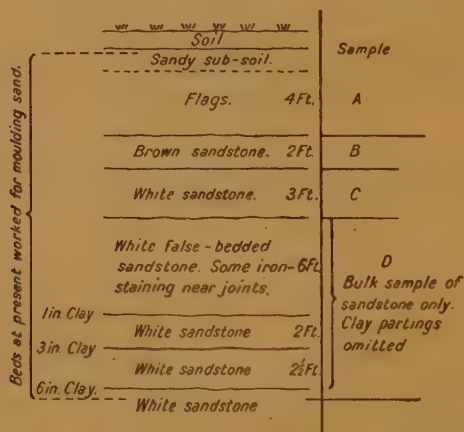 Soil
Sample
Sandy sub-soil.
Flags. 4Ft. A
Brown sandstone. 2Ft. B
White sandstone. 3Ft. C
White false-bedded
sandstone. Some iron-6Ft.
staining near joints.
D
Bulk sample of
sandstone only.
Clay partings
omitted
1in. Clay
White sandstone 2Ft.
3in. Clay
White sandstone 2½Ft.
6in. Clay.
White sandstone
Beds at present worked for moulding sand.